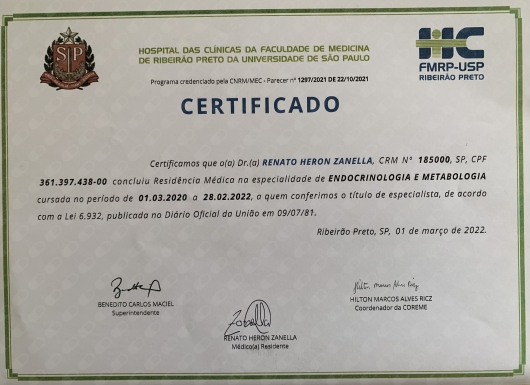 SP
HOSPITAL DAS CLÍNICAS DA FACULDADE DE MEDICINA
DE RIBEIRÃO PRETO DA UNIVERSIDADE DE SÃO PAULO
HC
FMRP-USP
RIBEIRÃO PRETO
Programa credenciado pela CNRM/MEC - Parecer nº 1297/2021 DE 22/10/2021
CERTIFICADO
Certificamos que o(a) Dr.(a) RENATO HERON ZANELLA, CRM Nº 185000, SP, CPF
361.397.438-00 concluiu Residência Médica na especialidade de ENDOCRINOLOGIA E METABOLOGIA
cursada no período de 01.03.2020 a 28.02.2022, a quem conferimos o título de especialista, de acordo
com a Lei 6.932, publicada no Diário Oficial da União em 09/07/81.
Ribeirão Preto, SP, 01 de março de 2022.
BENEDITO CARLOS MACIEL
Superintendente
Hilton Marcos Alves Ricz
HILTON MARCOS ALVES RICZ
Coordenador da COREME
RENATO HERON ZANELLA
Médico(a) Residente